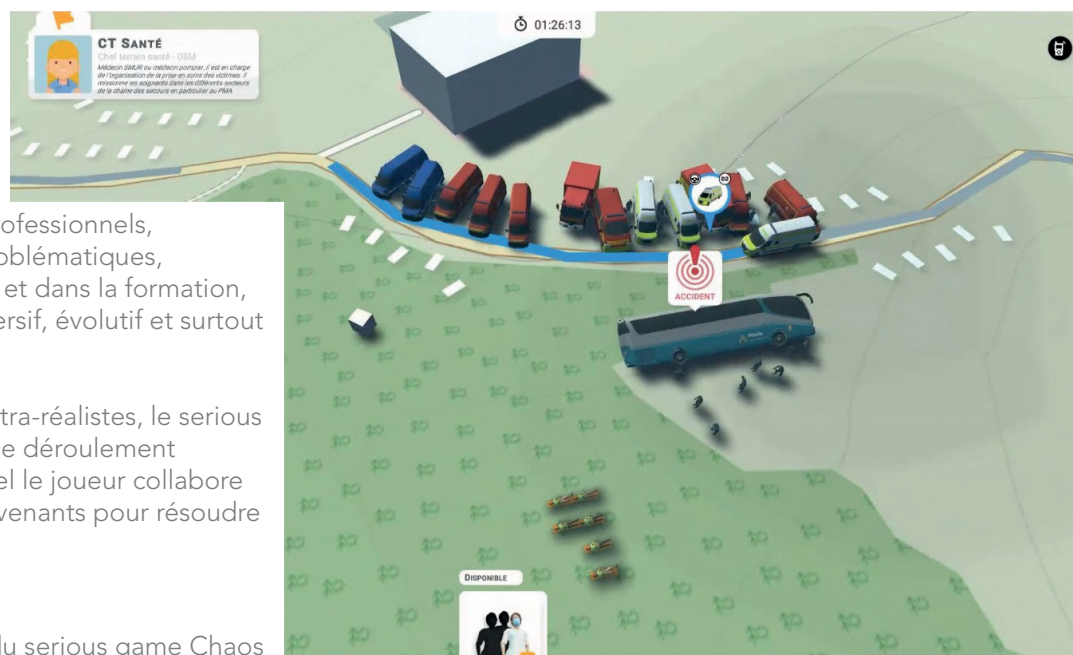 01:26:13
CT SANTÉ
Chef terrain santé - DSM
Médecin SMUR ou médecin pompier, il est en charge
de l'organisation de la prise en soins des victimes. Il
missionne les soignants dans les différents secteurs
de la chaîne des secours en particulier au PMA.
02
rofessionnels,
oblématiques,
et dans la formation,
ersif, évolutif et surtout
ACCIDENT
tra-réalistes, le serious
e déroulement
el le joueur collabore
venants pour résoudre
DISPONIBLE
du serious game Chaos